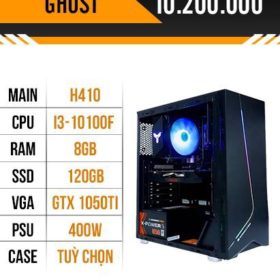 GHOST 10.200.000
MAIN H410
CPU I3-10100F
RAM 8GB
SSD 120GB
VGA GTX 1050TI
PSU 400W
CASE TUỲ CHỌN
X-POWER